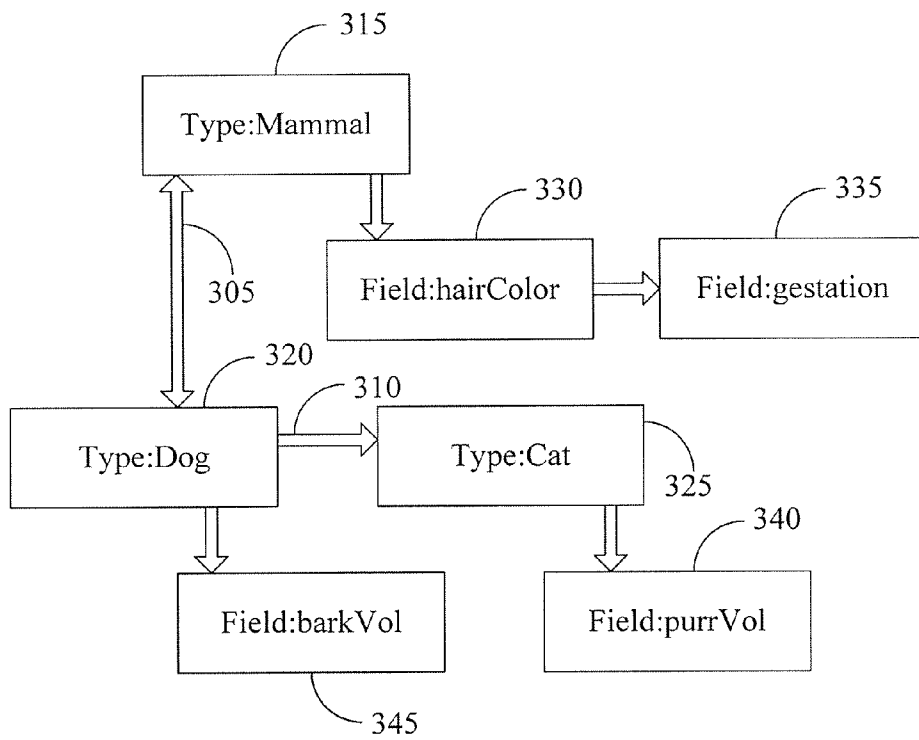 315
Type:Mammal
330
335
305
Field:hairColor
Field:gestation
320
310
Type:Dog
Type:Cat
325
340
Field:barkVol
Field:purrVol
345